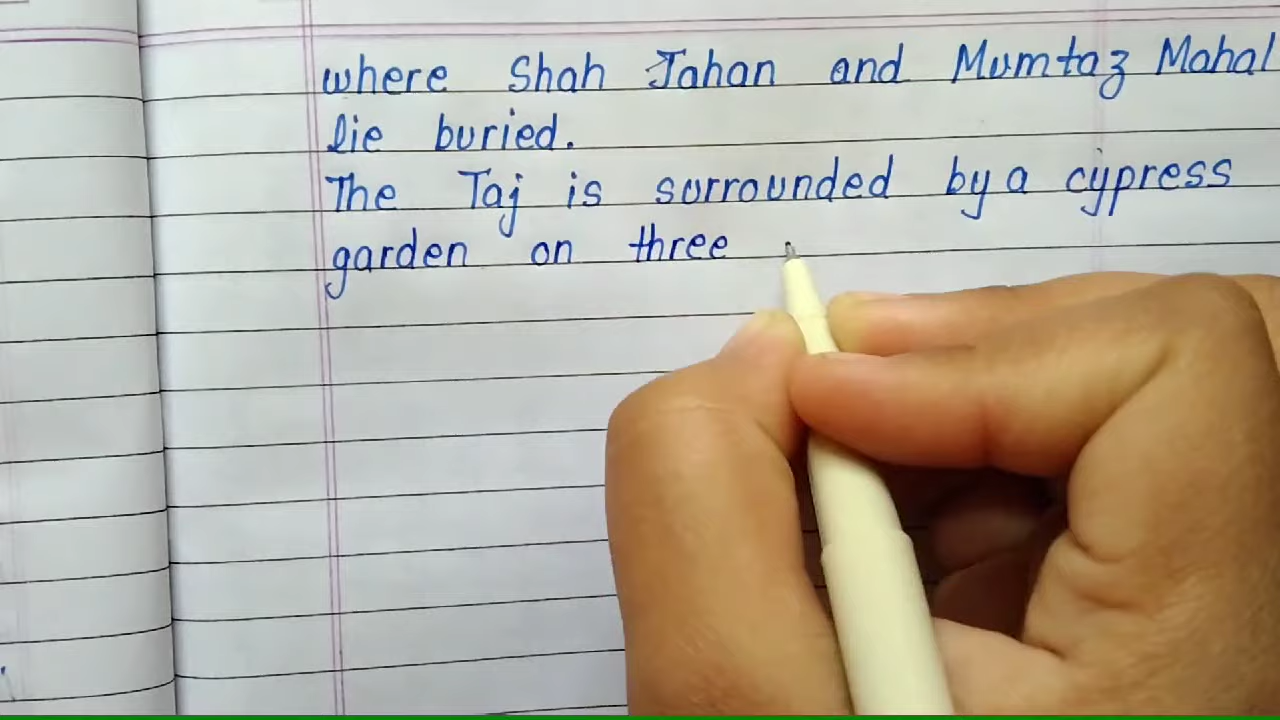 where Shah Jahan and Mumtaz Mahal
lie buried.
The Taj is surrounded by a cypress
garden on three